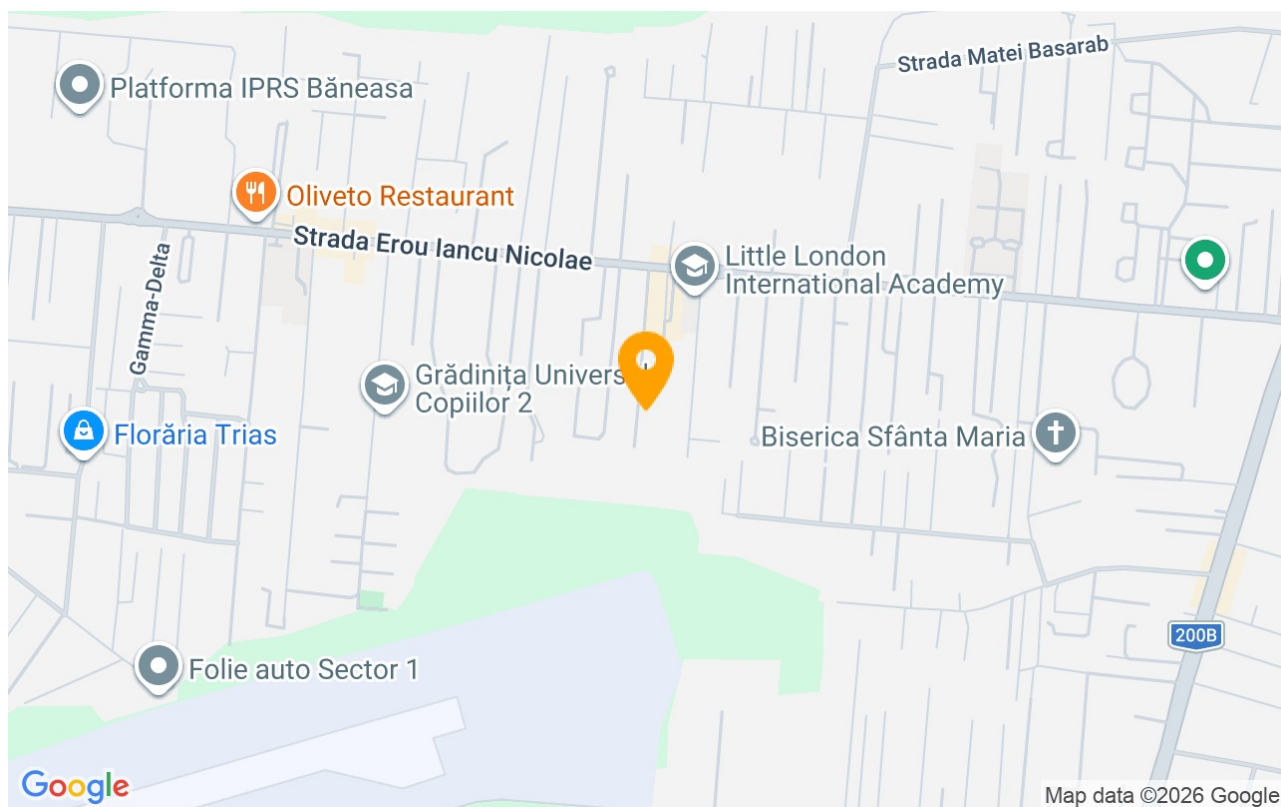 Strada Matei Basarab
Platforma IPRS Băneasa
Oliveto Restaurant
Strada Erou Iancu Nicolae
Little London
International Academy
Gamma-Delta
Grădinița Univers
Copiilor 2
Florăria Trias
Biserica Sfânta Maria
200B
Folie auto Sector 1
Google
Map data ©2026 Google